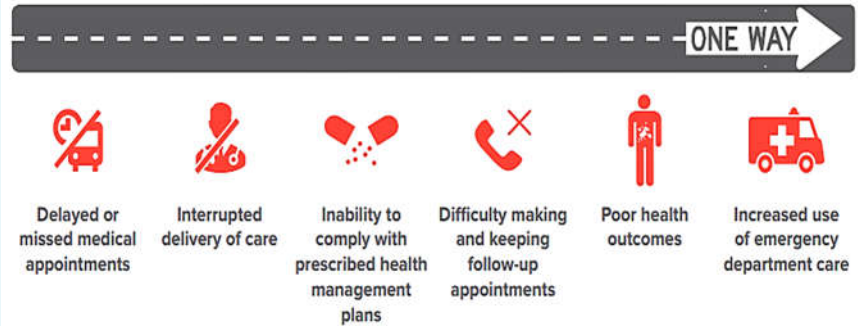 ONE WAY
Delayed or
missed medical
appointments
Interrupted
delivery of care
Inability to
comply with
prescribed health
management
plans
Difficulty making
and keeping
follow-up
appointments
Poor health
outcomes
Increased use
of emergency
department care